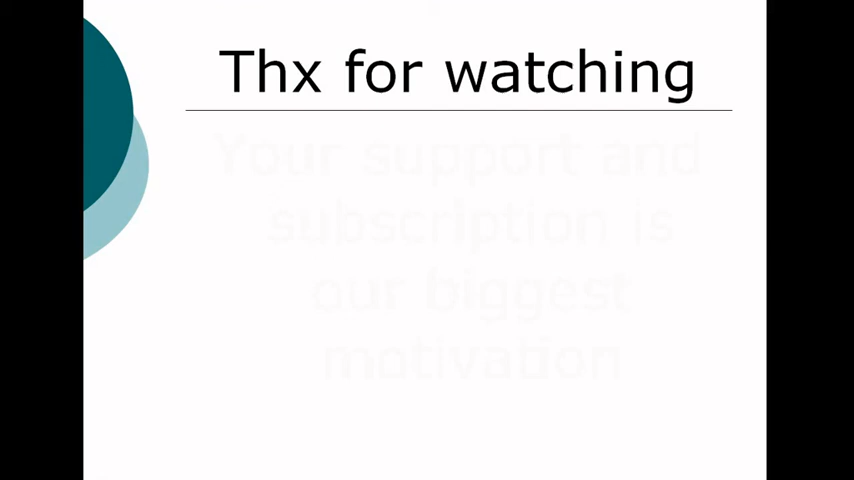 Thx for watching
Your support and
subscription is
our biggest
motivation